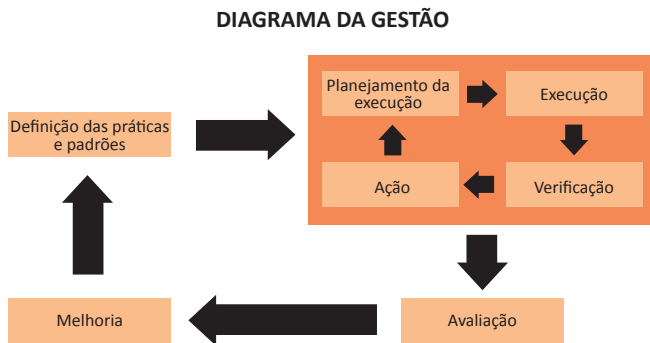 DIAGRAMA DA GESTÃO
Definição das práticas
e padrões
Planejamento da
execução
Execução
Ação
Verificação
Melhoria
Avaliação